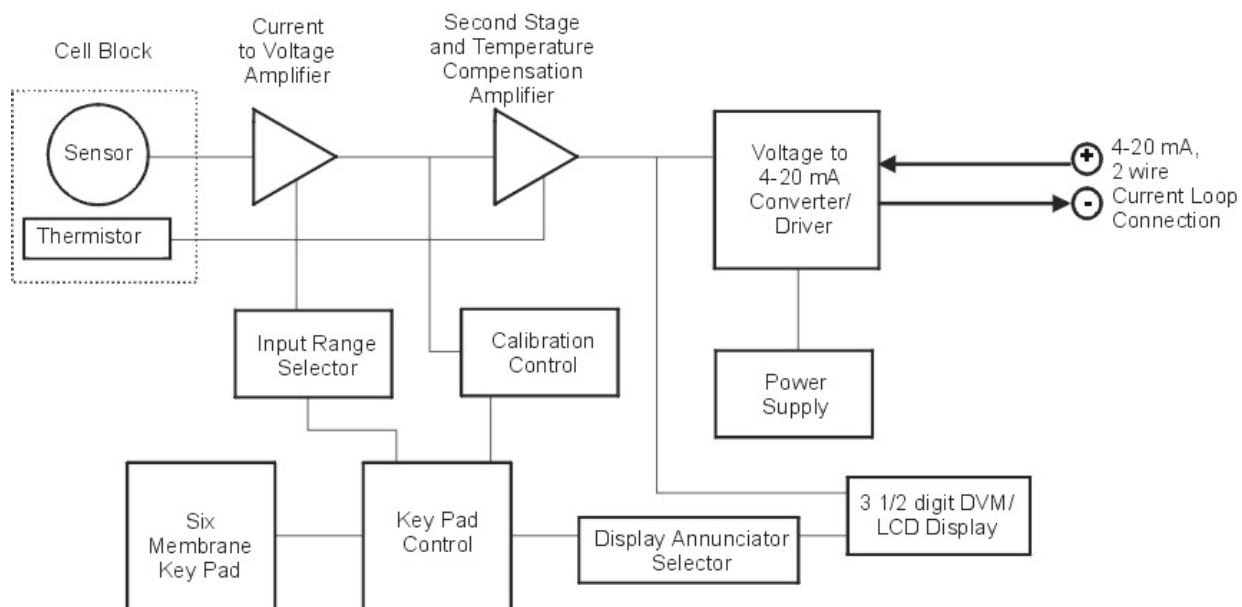 Cell Block
Current
to Voltage
Amplifier
Second Stage
and Temperature
Compensation
Amplifier
Sensor
Thermistor
Voltage to
4-20 mA
Converter/
Driver
+
-
4-20 mA,
2 wire
Current Loop
Connection
Input Range
Selector
Calibration
Control
Power
Supply
Six
Membrane
Key Pad
Key Pad
Control
Display Annunciator
Selector
3 1/2 digit DVM/
LCD Display